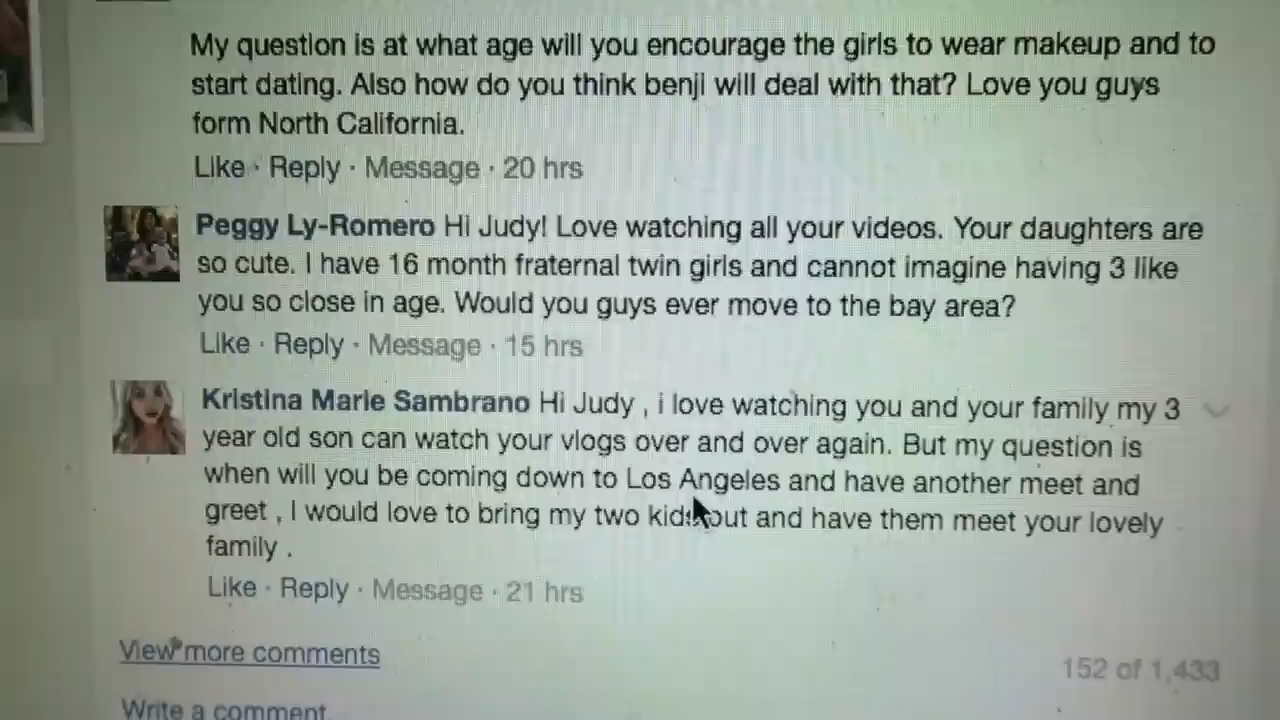 My question is at what age will you encourage the girls to wear makeup and to
start dating. Also how do you think benji will deal with that? Love you guys
form North California.
Like · Reply · Message · 20 hrs
Peggy Ly-Romero Hi Judy! Love watching all your videos. Your daughters are
so cute. I have 16 month fraternal twin girls and cannot imagine having 3 like
you so close in age. Would you guys ever move to the bay area?
Like · Reply · Message · 15 hrs
Kristina Marie Sambrano Hi Judy , i love watching you and your family my 3
year old son can watch your vlogs over and over again. But my question is
when will you be coming down to Los Angeles and have another meet and
greet , I would love to bring my two kids out and have them meet your lovely
family .
Like · Reply · Message · 21 hrs
View more comments
152 of 1,433
Write a comment